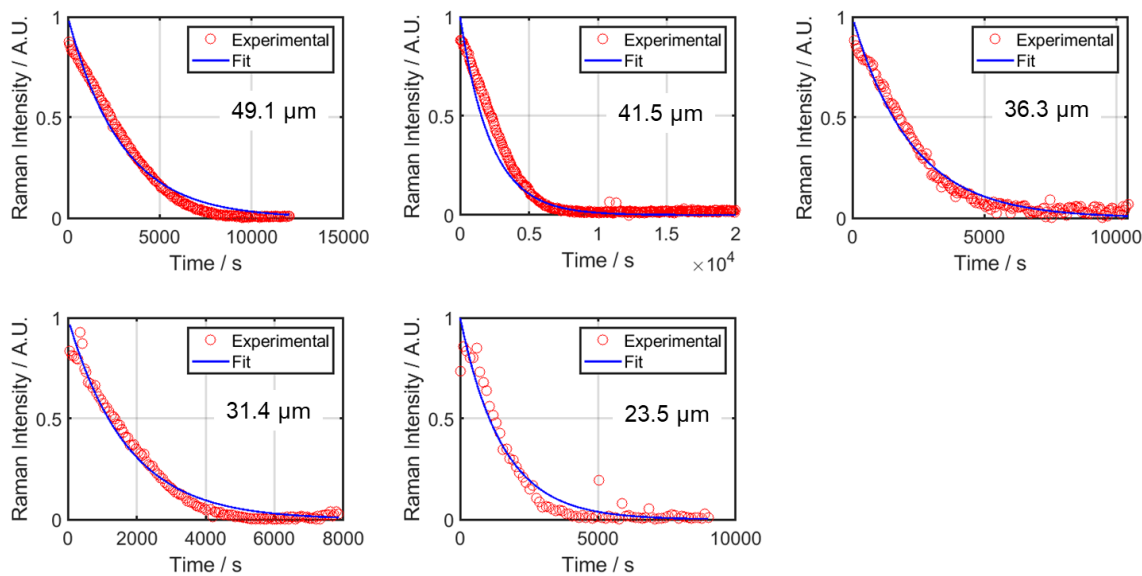 Raman Intensity / A.U.
1
0.5
0
Experimental
Fit
49.1 µm
0 5000 10000 15000
Time / s
Raman Intensity / A.U.
1
0.5
0
Experimental
Fit
41.5 µm
0 0.5 1 1.5 2
Time / s
×10^4
Raman Intensity / A.U.
1
0.5
0
Experimental
Fit
36.3 µm
0 5000 10000
Time / s
Raman Intensity / A.U.
1
0.5
0
Experimental
Fit
31.4 µm
0 2000 4000 6000 8000
Time / s
Raman Intensity / A.U.
1
0.5
0
Experimental
Fit
23.5 µm
0 5000 10000
Time / s